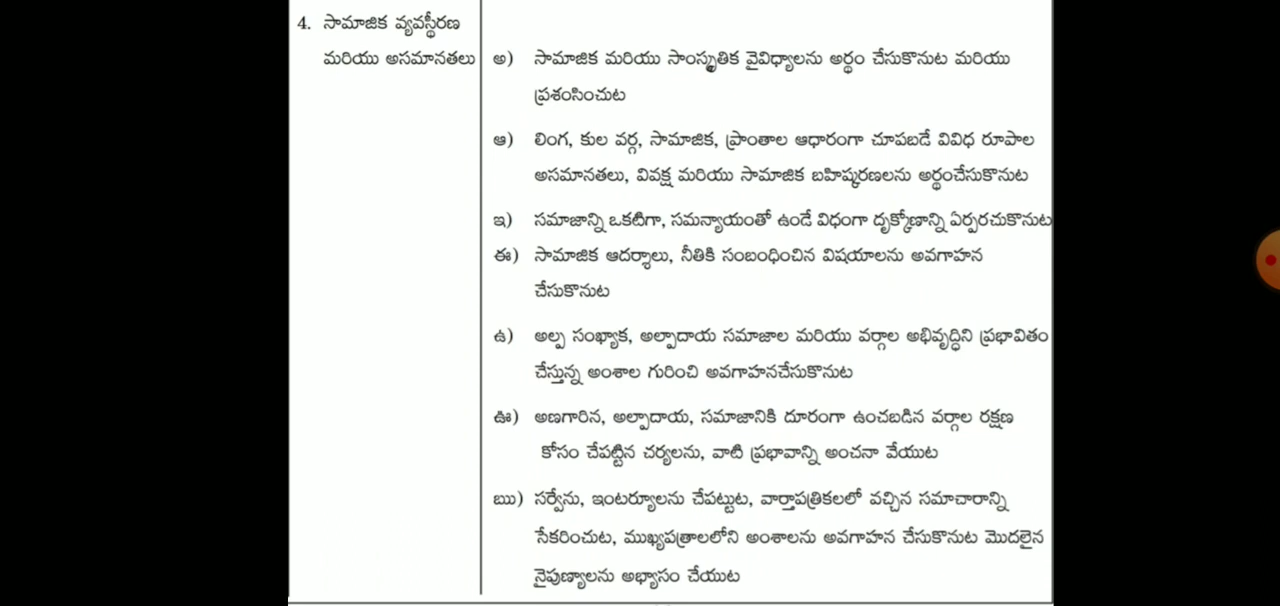 4. సామాజిక వ్యవస్థీరణ
మరియు అసమానతలు
అ) సామాజిక మరియు సాంస్కృతిక వైవిధ్యాలను అర్థం చేసుకొనుట మరియు
ప్రశంసించుట
ఆ) లింగ, కుల వర్గ, సామాజిక, ప్రాంతాల ఆధారంగా చూపబడే వివిధ రూపాల
అసమానతలు, వివక్ష మరియు సామాజిక బహిష్కరణలను అర్థంచేసుకొనుట
ఇ) సమాజాన్ని ఒకటిగా, సమన్యాయంతో ఉండే విధంగా దృక్కోణాన్ని ఏర్పరచుకొనుట
ఈ) సామాజిక ఆదర్శాలు, నీతికి సంబంధించిన విషయాలను అవగాహన
చేసుకొనుట
ఉ) అల్ప సంఖ్యాక, అల్పాదాయ సమాజాల మరియు వర్గాల అభివృద్ధిని ప్రభావితం
చేస్తున్న అంశాల గురించి అవగాహనచేసుకొనుట
ఊ) అణగారిన, అల్పాదాయ, సమాజానికి దూరంగా ఉంచబడిన వర్గాల రక్షణ
కోసం చేపట్టిన చర్యలను, వాటి ప్రభావాన్ని అంచనా వేయుట
ఋ) సర్వేను, ఇంటర్యూలను చేపట్టుట, వార్తాపత్రికలలో వచ్చిన సమాచారాన్ని
సేకరించుట, ముఖ్యపత్రాలలోని అంశాలను అవగాహన చేసుకొనుట మొదలైన
నైపుణ్యాలను అభ్యాసం చేయుట